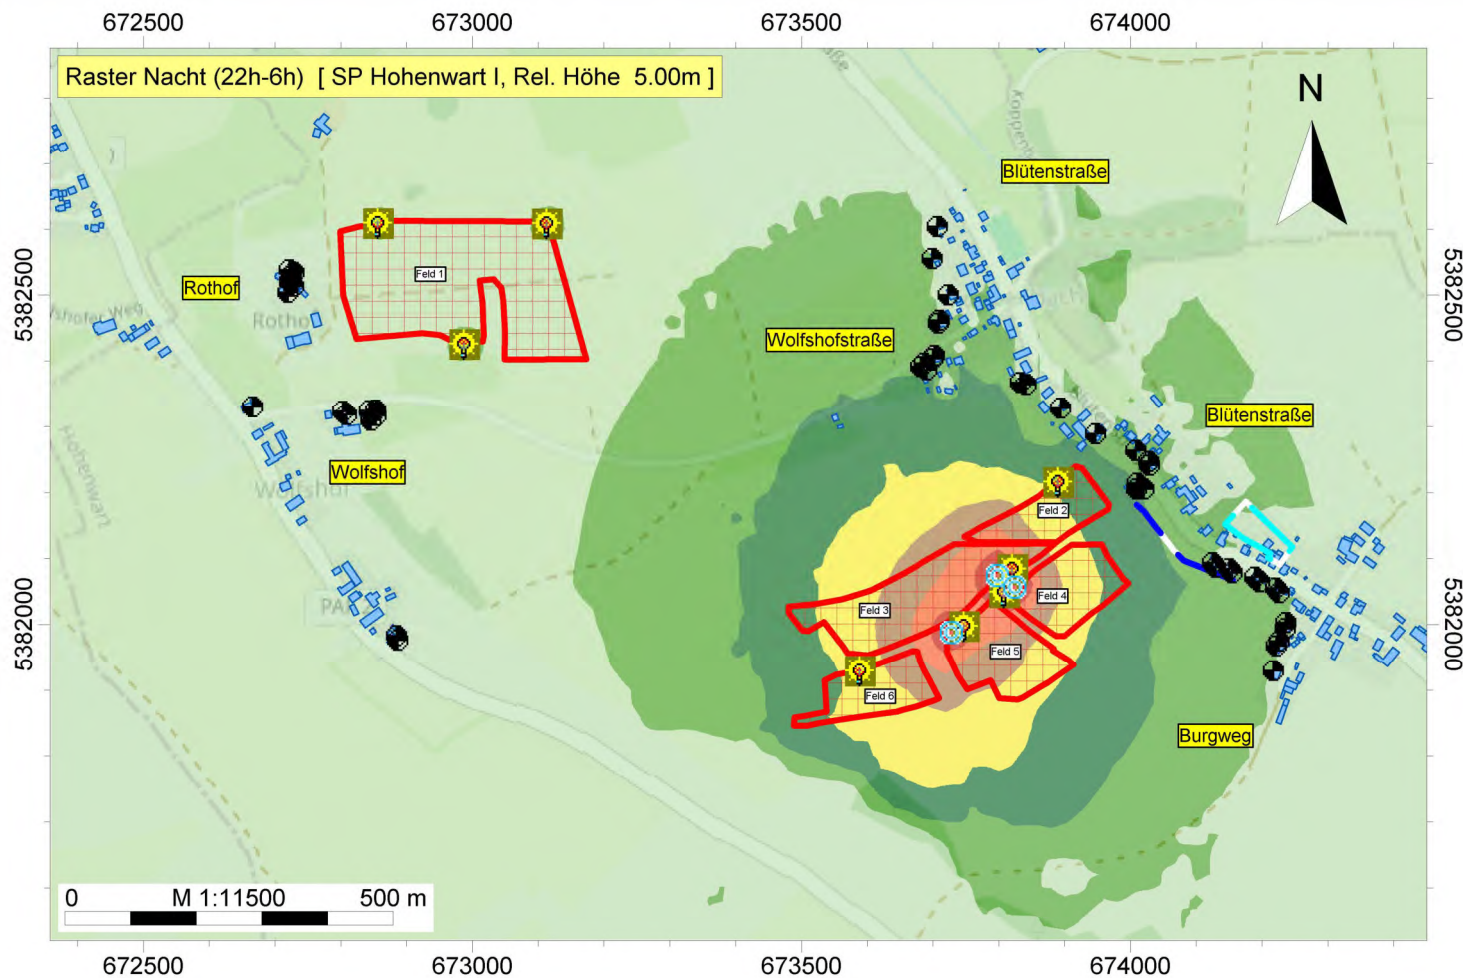 672500 673000 673500 674000
Raster Nacht (22h-6h) [ SP Hohenwart I, Rel. Höhe 5.00m ]
N
Blütenstraße
Feld 1
Rothof
5382500
5382500
Wolfshofstraße
Blütenstraße
Wolfshof
Wolfshof
Hohenwart
Feld 2
Feld 3
Feld 4
Feld 5
Feld 6
5382000
5382000
Burgweg
0 M 1:11500 500 m
672500 673000 673500 674000